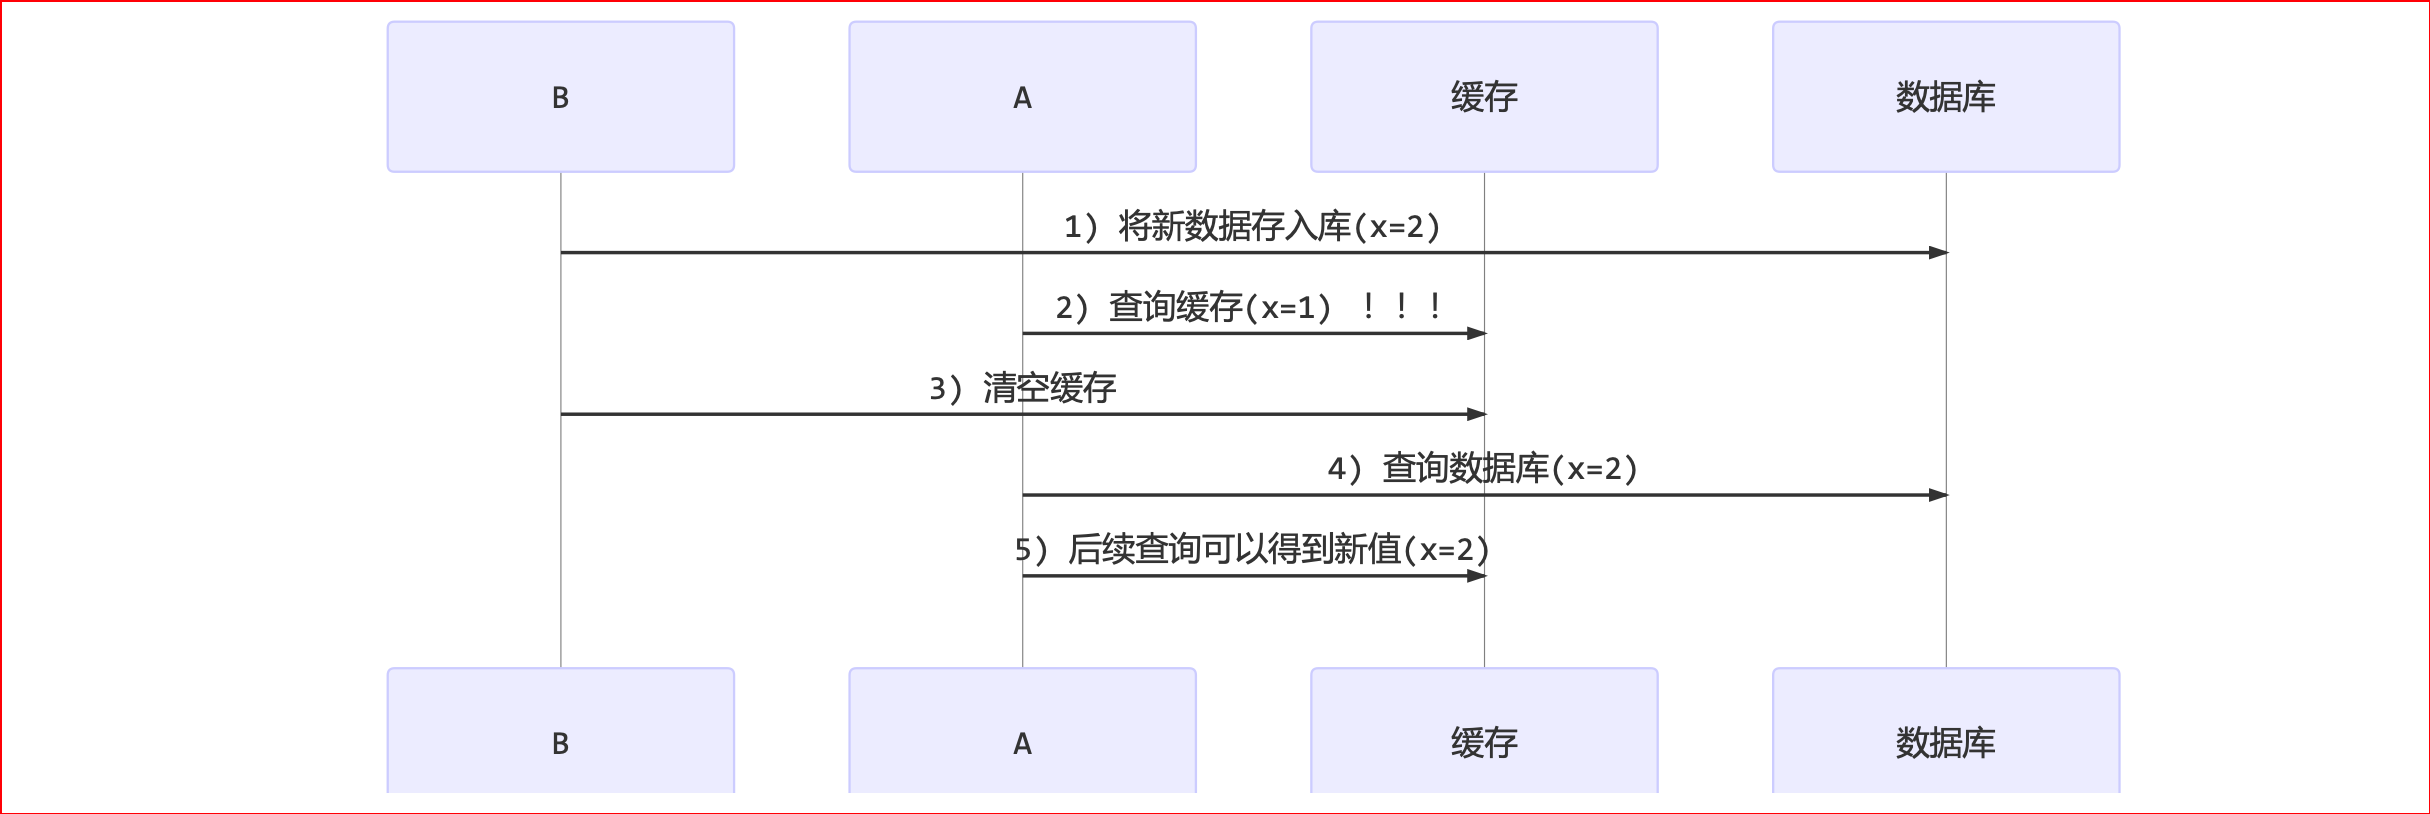 B
A
缓存
数据库
1) 将新数据存入库(x=2)
2) 查询缓存(x=1) ！！！
3) 清空缓存
4) 查询数据库(x=2)
5) 后续查询可以得到新值(x=2)
B
A
缓存
数据库